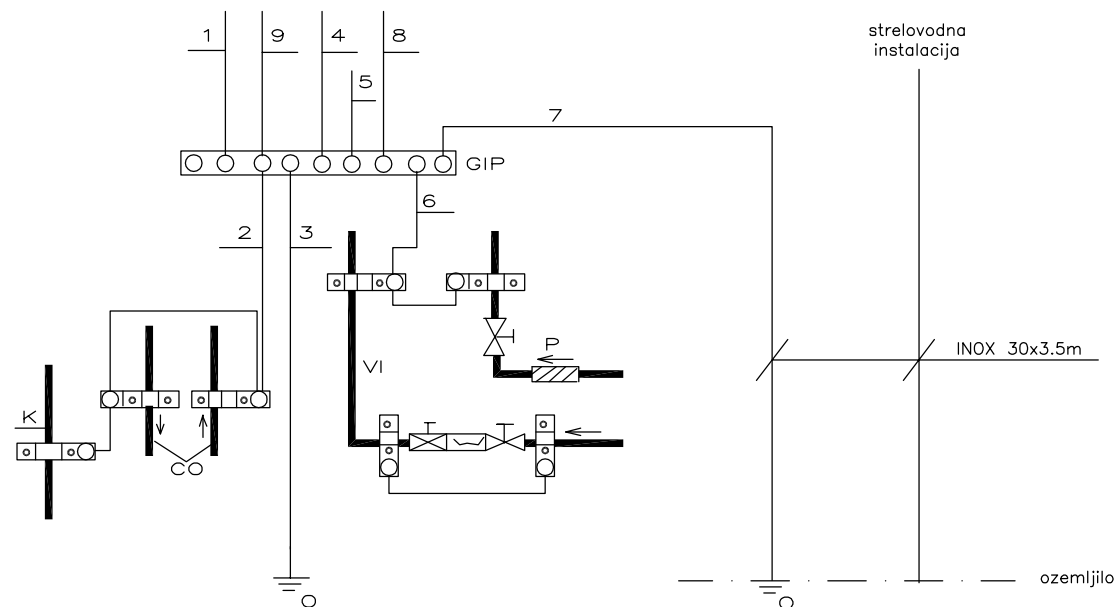 strelovodna
instalacija
1
9
4
8
5
7
GIP
6
2
3
P
INOX 30x3.5m
VI
K
CO
ozemljilo
O
O